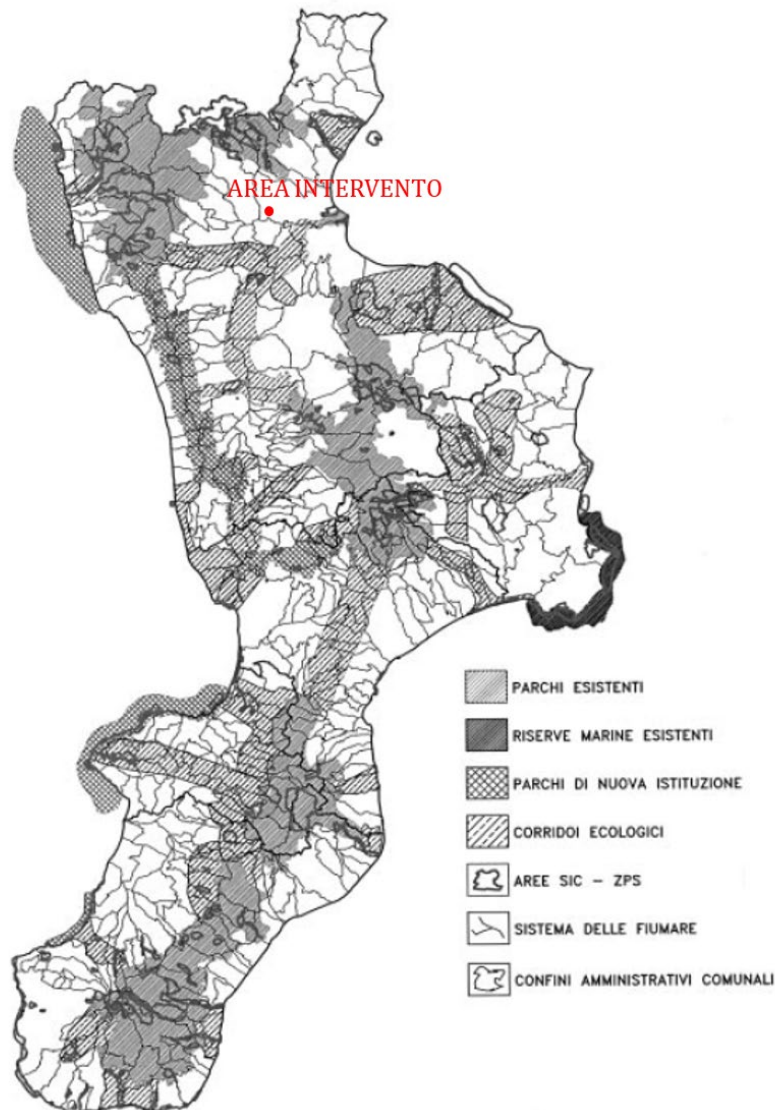 AREA INTERVENTO
PARCHI ESISTENTI
RISERVE MARINE ESISTENTI
PARCHI DI NUOVA ISTITUZIONE
CORRIDOI ECOLOGICI
AREE SIC – ZPS
SISTEMA DELLE FIUMARE
CONFINI AMMINISTRATIVI COMUNALI